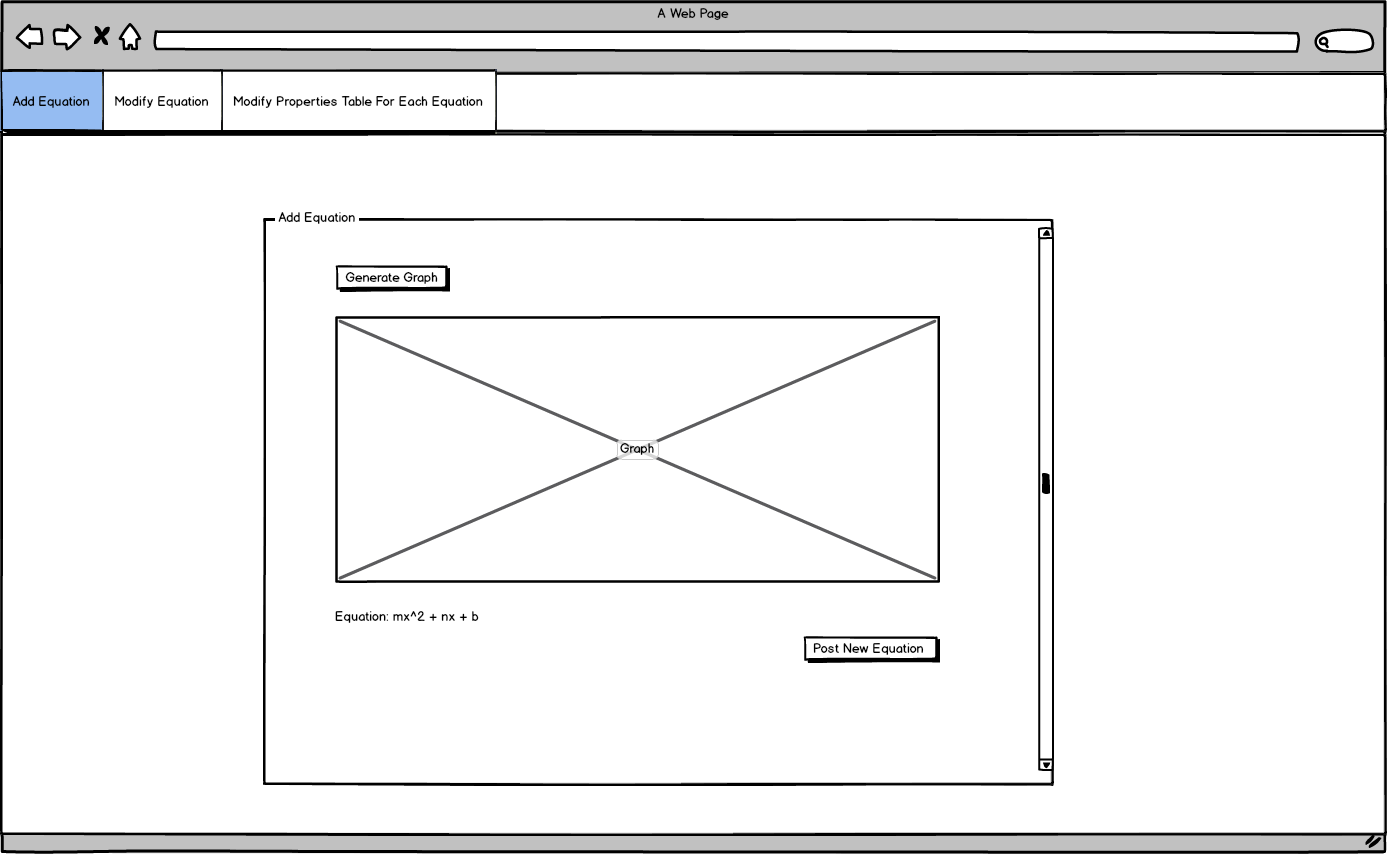 A Web Page
Add Equation
Modify Equation
Modify Properties Table For Each Equation
Add Equation
Generate Graph
Graph
Equation: mx^2 + nx + b
Post New Equation